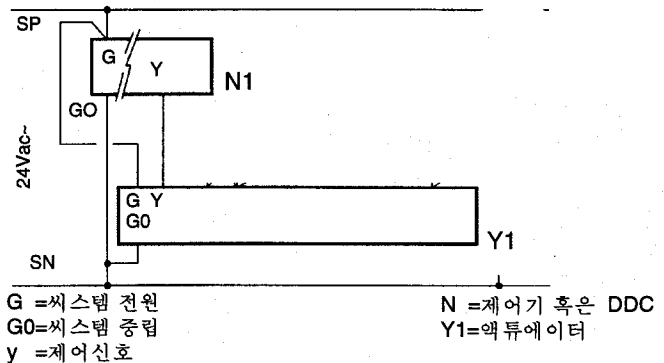 SP
G
Y
N1
GO
24Vac~
G Y
G0
Y1
SN
G =씨스템 전원
G0=씨스템 중립
y =제어신호
N =제어기 혹은 DDC
Y1=액튜에이터